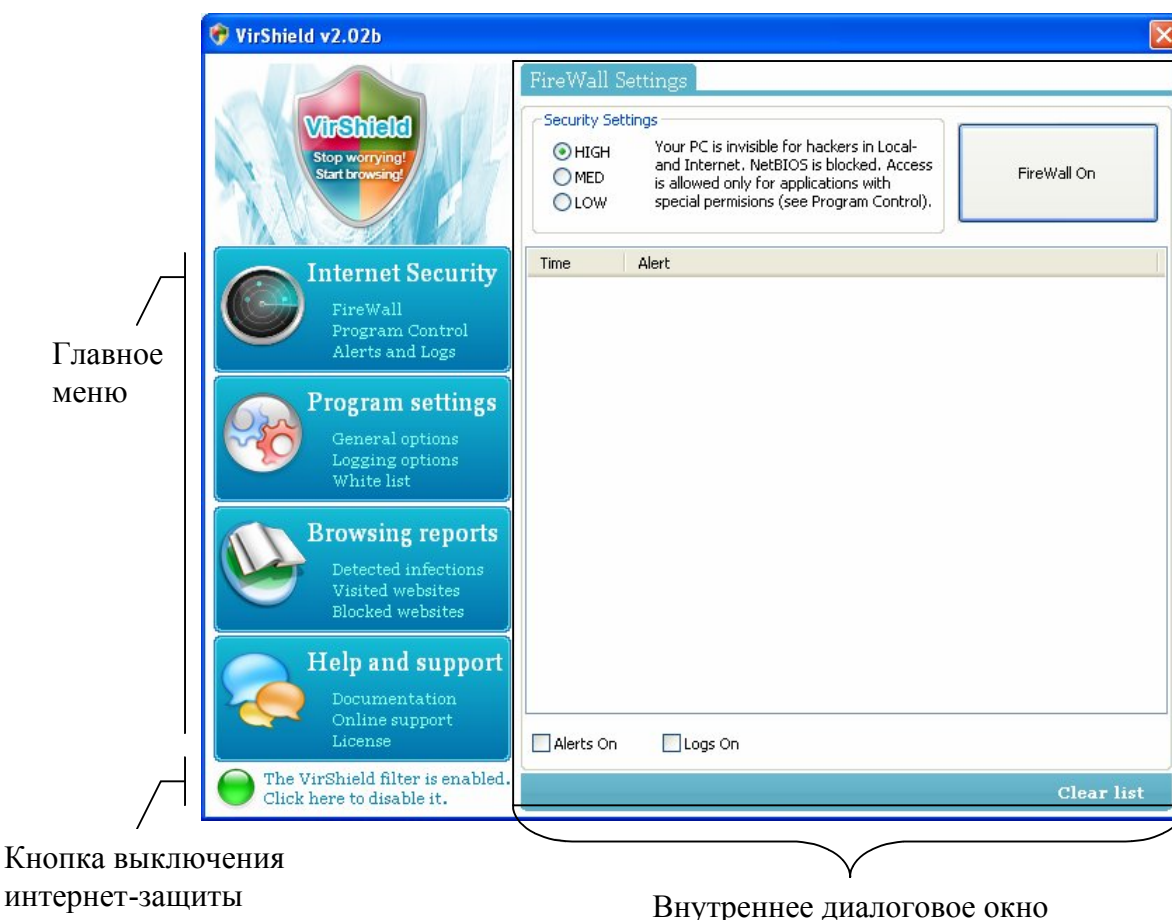 VirShield v2.02b
VirShield
Stop worrying!
Start browsing!
Internet Security
FireWall
Program Control
Alerts and Logs
Program settings
General options
Logging options
White list
Browsing reports
Detected infections
Visited websites
Blocked websites
Help and support
Documentation
Online support
License
The VirShield filter is enabled.
Click here to disable it.
FireWall Settings
Security Settings
HIGH
MED
LOW
Your PC is invisible for hackers in Local-
and Internet. NetBIOS is blocked. Access
is allowed only for applications with
special permisions (see Program Control).
FireWall On
Time Alert
Alerts On Logs On
Clear list
Главное
меню
Кнопка выключения
интернет-защиты
Внутреннее диалоговое окно